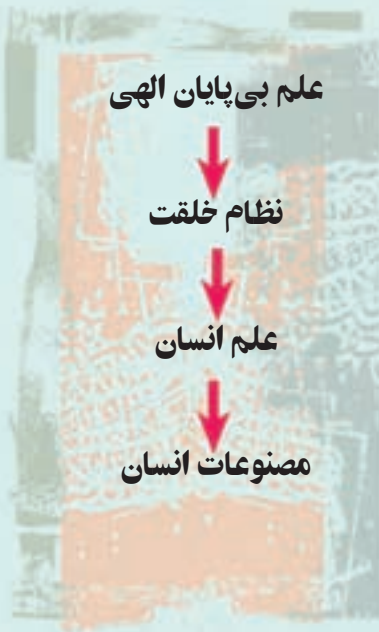 علم بی‌پایان الهی
نظام خلقت
علم انسان
مصنوعات انسان